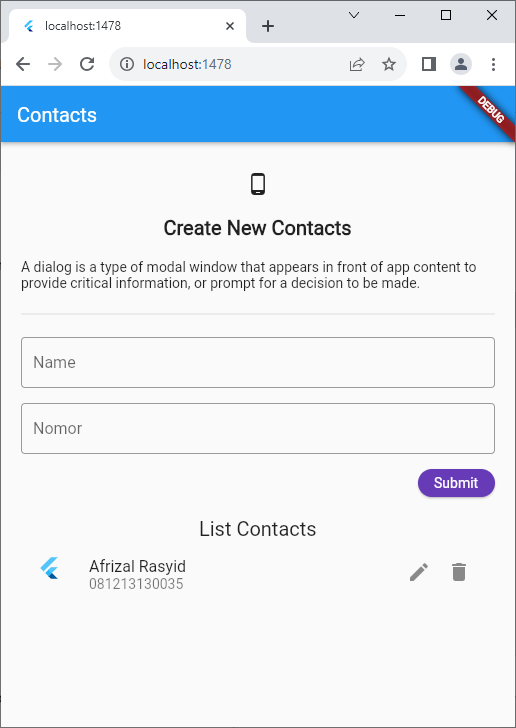 localhost:1478
localhost:1478
Contacts
DEBUG
Create New Contacts
A dialog is a type of modal window that appears in front of app content to
provide critical information, or prompt for a decision to be made.
Name
Nomor
Submit
List Contacts
Afrizal Rasyid
081213130035